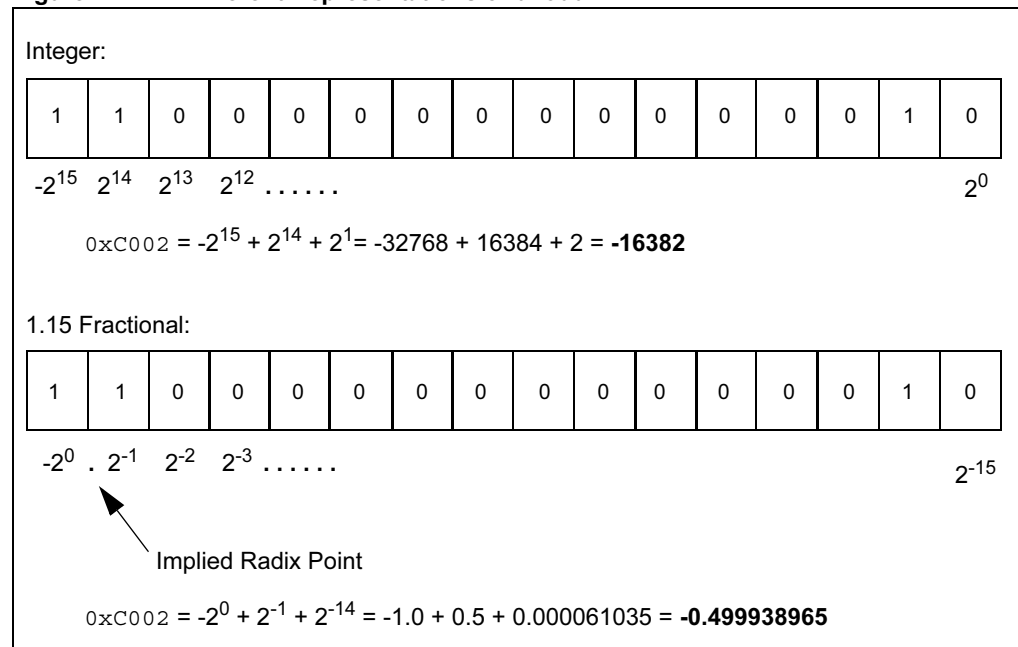 Integer:
1 1 0 0 0 0 0 0 0 0 0 0 0 0 1 0
-2^15 2^14 2^13 2^12 . . . . . . 2^0
0xC002 = -2^15 + 2^14 + 2^1= -32768 + 16384 + 2 = -16382
1.15 Fractional:
1 1 0 0 0 0 0 0 0 0 0 0 0 0 1 0
-2^0 . 2^-1 2^-2 2^-3 . . . . . . 2^-15
Implied Radix Point
0xC002 = -2^0 + 2^-1 + 2^-14 = -1.0 + 0.5 + 0.000061035 = -0.499938965